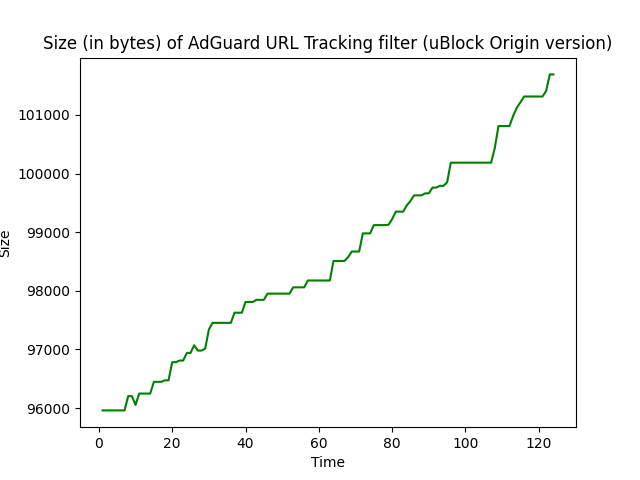 Size (in bytes) of AdGuard URL Tracking filter (uBlock Origin version)
101000
100000
99000
98000
97000
96000
Size
0 20 40 60 80 100 120
Time